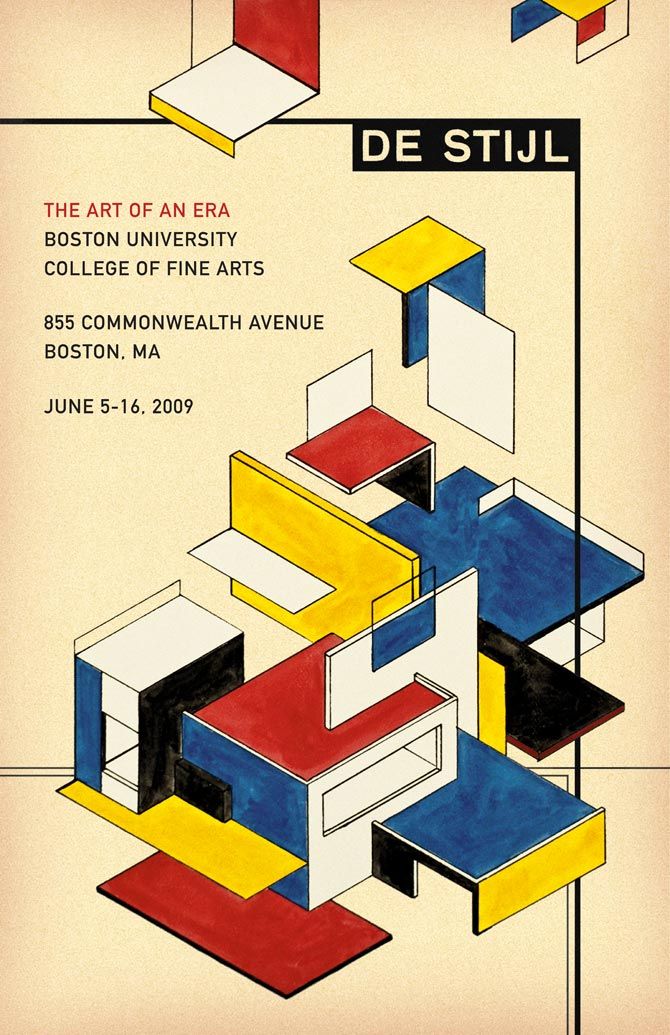 DE STIJL
THE ART OF AN ERA
BOSTON UNIVERSITY
COLLEGE OF FINE ARTS
855 COMMONWEALTH AVENUE
BOSTON, MA
JUNE 5-16, 2009